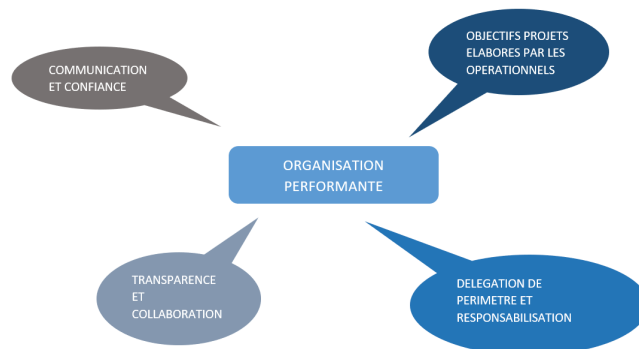 COMMUNICATION
ET CONFIANCE
OBJECTIFS PROJETS
ELABORES PAR LES
OPERATIONNELS
ORGANISATION
PERFORMANTE
TRANSPARENCE
ET
COLLABORATION
DELEGATION DE
PERIMETRE ET
RESPONSABILISATION